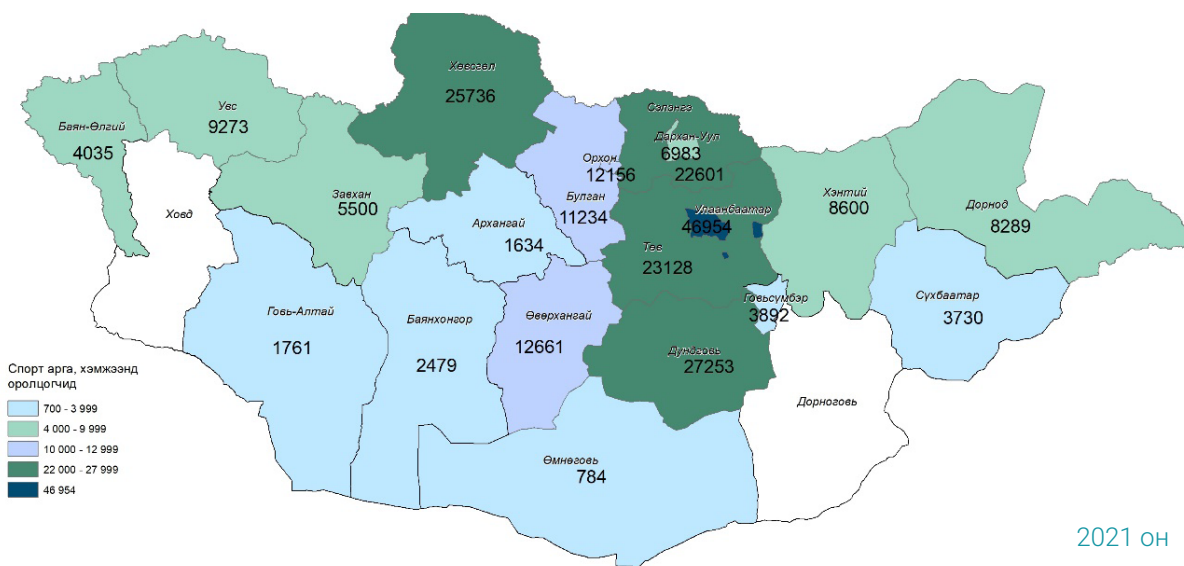 Хөвсгөл
25736
Увс
9273
Баян-Өлгий
4035
Ховд
Завхан
5500
Сэлэнгэ
Дархан-Уул
6983
22601
Орхон
12156
Булган
11234
Архангай
1634
Улаанбаатар
46954
Төв
23128
Хэнтий
8600
Дорнод
8289
Говь-Алтай
1761
Баянхонгор
2479
Өвөрхангай
12661
Говьсүмбэр
3892
Сүхбаатар
3730
Дундговь
27253
Дорноговь
Өмнөговь
784
Спорт арга, хэмжээнд
оролцогчид
700 - 3 999
4 000 - 9 999
10 000 - 12 999
22 000 - 27 999
46 954
2021 он